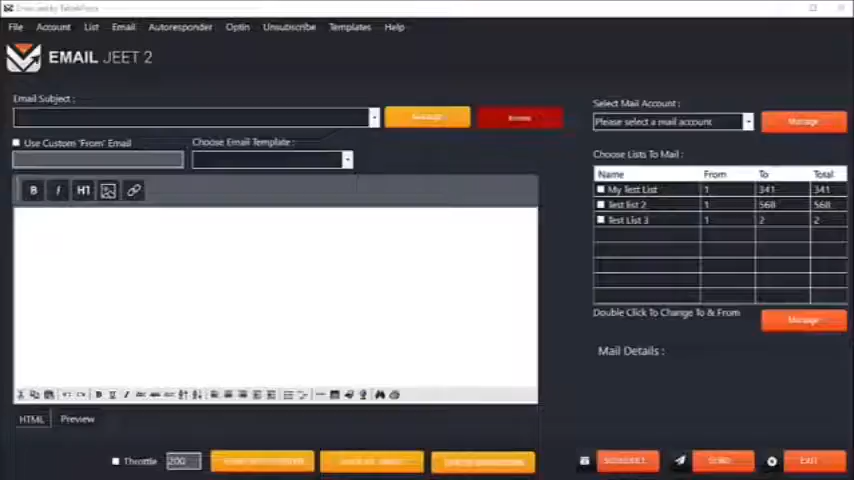 File Account List Email Autoresponder Optin Unsubscribe Templates Help
EMAIL JEET 2
Email Subject :
Select Mail Account :
Please select a mail account
Manage
Use Custom 'From' Email
Choose Email Template :
Choose Lists To Mail :
Name From To Total
B I H1
My Test List 1 341 341
Test list 2 1 568 568
Test List 3 1 2 2
Double Click To Change To & From
Manage
Mail Details :
HTML Preview
Throttle 200
SCHEDULE SEND EXIT